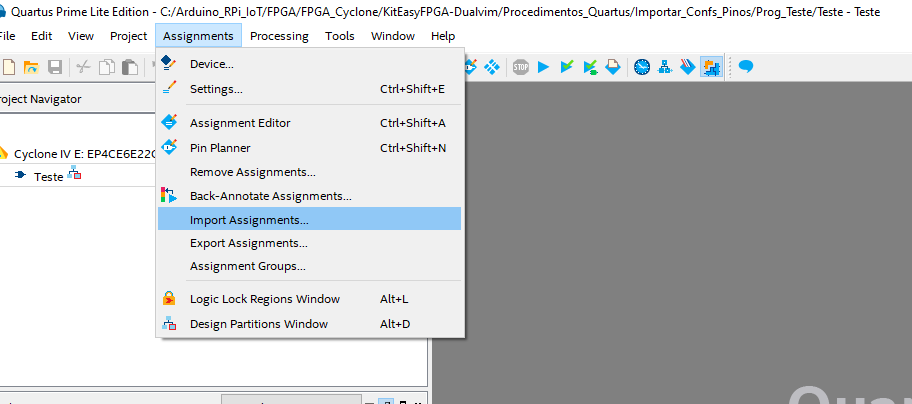 Quartus Prime Lite Edition - C:/Arduino_RPi_IoT/FPGA/FPGA_Cyclone/KitEasyFPGA-Dualvim/Procedimentos_Quartus/Importar_Confs_Pinos/Prog_Teste/Teste - Teste
File Edit View Project Assignments Processing Tools Window Help
STOP
Project Navigator
Cyclone IV E: EP4CE6E22C
Teste
Device...
Settings... Ctrl+Shift+E
Assignment Editor Ctrl+Shift+A
Pin Planner Ctrl+Shift+N
Remove Assignments...
Back-Annotate Assignments...
Import Assignments...
Export Assignments...
Assignment Groups...
Logic Lock Regions Window Alt+L
Design Partitions Window Alt+D